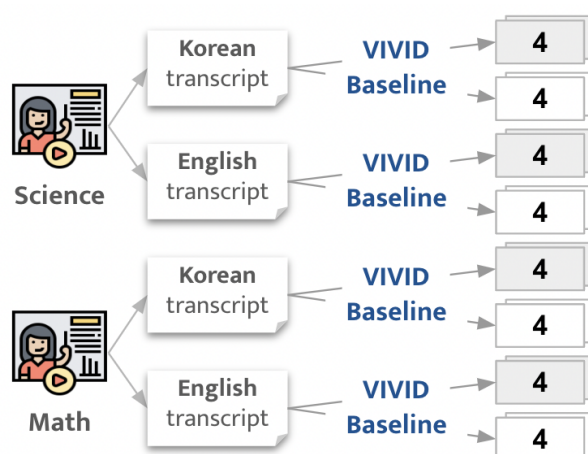 Korean
transcript
VIVID
Baseline
4
4
English
transcript
VIVID
Baseline
4
4
Science
Korean
transcript
VIVID
Baseline
4
4
English
transcript
VIVID
Baseline
4
4
Math